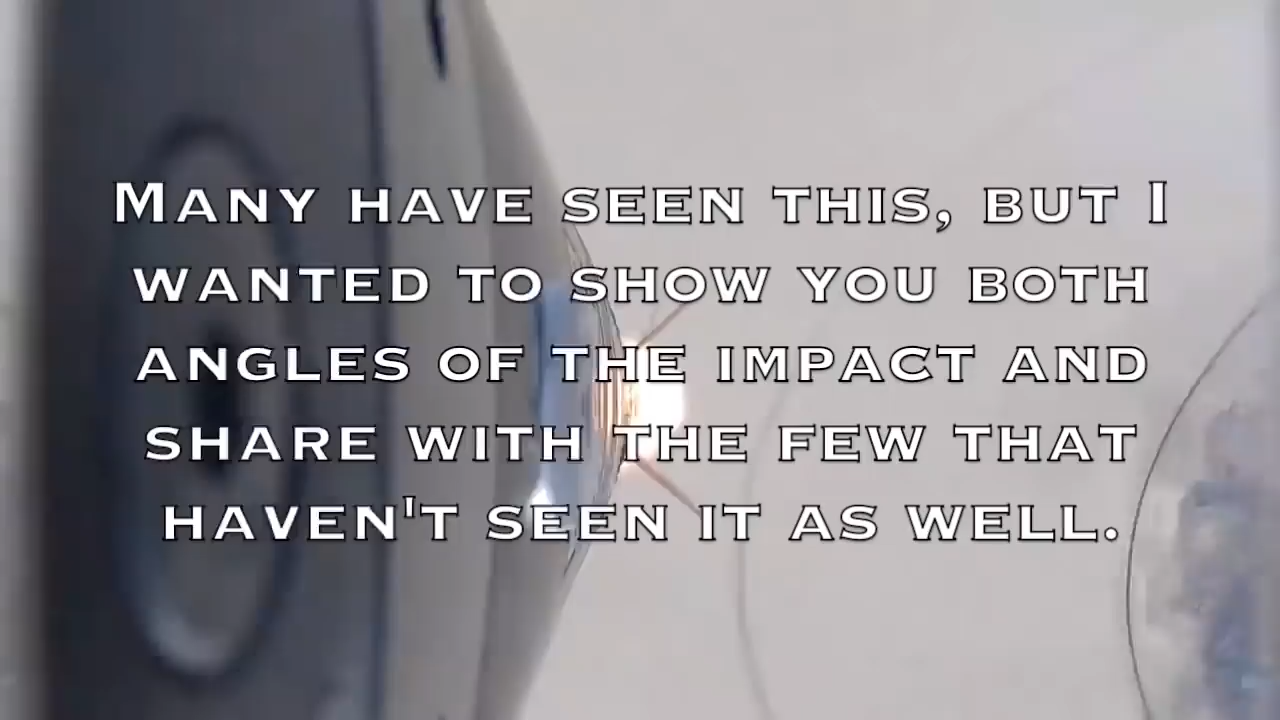 Many have seen this, but I
wanted to show you both
angles of the impact and
share with the few that
haven't seen it as well.